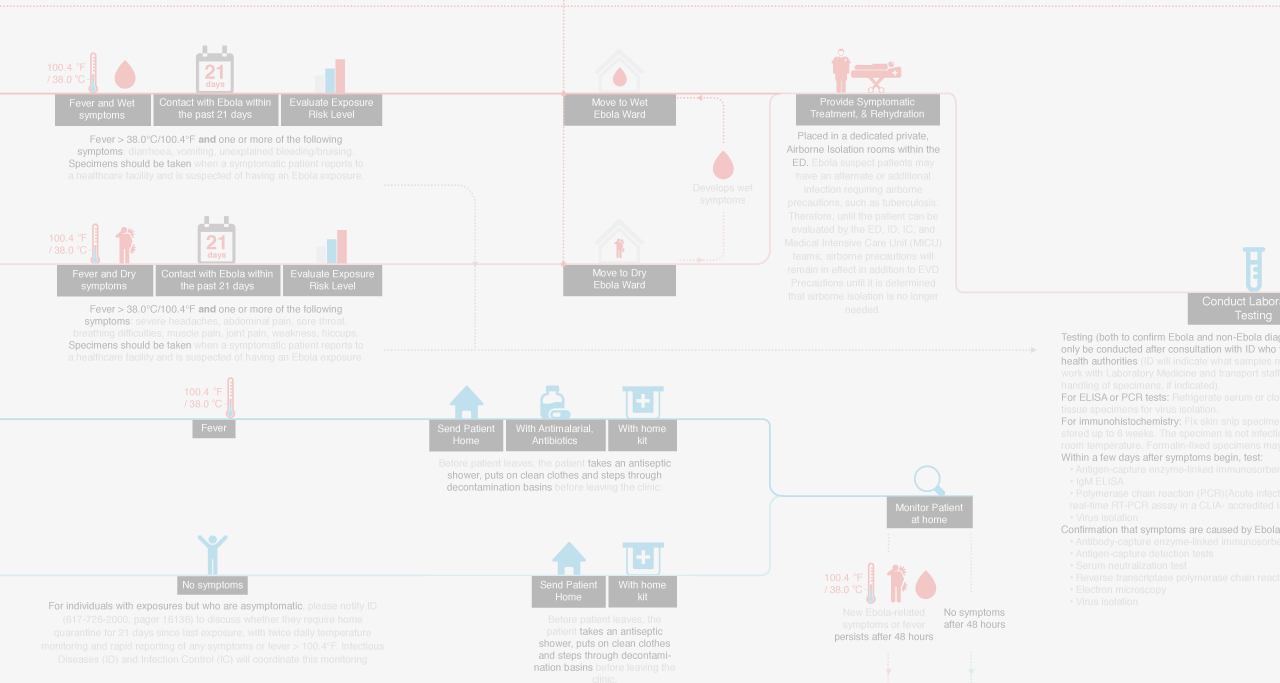 100.4 °F
/ 38.0 °C
21
days
Fever and Wet
symptoms
Contact with Ebola within
the past 21 days
Evaluate Exposure
Risk Level
Fever > 38.0°C/100.4°F and one or more of the following
symptoms: diarrhoea, vomiting, unexplained bleeding/bruising.
Specimens should be taken when a symptomatic patient reports to
a healthcare facility and is suspected of having an Ebola exposure
Move to Wet
Ebola Ward
Develops wet
symptoms
Provide Symptomatic
Treatment, & Rehydration
Placed in a dedicated private,
Airborne Isolation rooms within the
ED. Ebola suspect patients may
have an alternate or additional
infection requiring airborne
precautions, such as tuberculosis.
Therefore, until the patient can be
evaluated by the ED, ID, IC, and
Medical Intensive Care Unit (MICU)
teams, airborne precautions will
remain in effect in addition to EVD
Precautions until it is determined
that airborne isolation is no longer
needed.
100.4 °F
/ 38.0 °C
21
days
Fever and Dry
symptoms
Contact with Ebola within
the past 21 days
Evaluate Exposure
Risk Level
Fever > 38.0°C/100.4°F and one or more of the following
symptoms: severe headaches, abdominal pain, sore throat,
breathing difficulties, muscle pain, joint pain, weakness, hiccups.
Specimens should be taken when a symptomatic patient reports to
a healthcare facility and is suspected of having an Ebola exposure
Move to Dry
Ebola Ward
Conduct Labor
Testing
Testing (both to confirm Ebola and non-Ebola diag
only be conducted after consultation with ID who
health authorities (ID will indicate what samples
work with Laboratory Medicine and transport staff
handling of specimens, if indicated).
For ELISA or PCR tests: Refrigerate serum or clo
tissue specimens for virus isolation.
For immunohistochemistry: Fix skin snip specime
stored up to 6 weeks. The specimen is not infecti
room temperature. Formalin-fixed specimens may
Within a few days after symptoms begin, test:
• Antigen-capture enzyme-linked immunosorben
• IgM ELISA
• Polymerase chain reaction (PCR)(Acute infect
real-time RT-PCR assay in a CLIA- accredited
• Virus isolation
Confirmation that symptoms are caused by Ebola
• Antibody-capture enzyme-linked immunosorbe
• Antigen-capture detection tests
• Serum neutralization test
• Reverse transcriptase polymerase chain react
• Electron microscopy
• Virus isolation
100.4 °F
/ 38.0 °C
Fever
Send Patient
Home
With Antimalarial,
Antibiotics
With home
kit
Before patient leaves, the patient takes an antiseptic
shower, puts on clean clothes and steps through
decontamination basins before leaving the clinic.
Monitor Patient
at home
No symptoms
For individuals with exposures but who are asymptomatic, please notify ID
(617-726-2000, pager 16138) to discuss whether they require home
quarantine for 21 days since last exposure, with twice daily temperature
monitoring and rapid reporting of any symptoms or fever > 100.4°F. Infectious
Diseases (ID) and Infection Control (IC) will coordinate this monitoring
Send Patient
Home
With home
kit
Before patient leaves, the
patient takes an antiseptic
shower, puts on clean clothes
and steps through decontami-
nation basins before leaving the
clinic.
100.4 °F
/ 38.0 °C
New Ebola-related
symptoms or fever
persists after 48 hours
No symptoms
after 48 hours